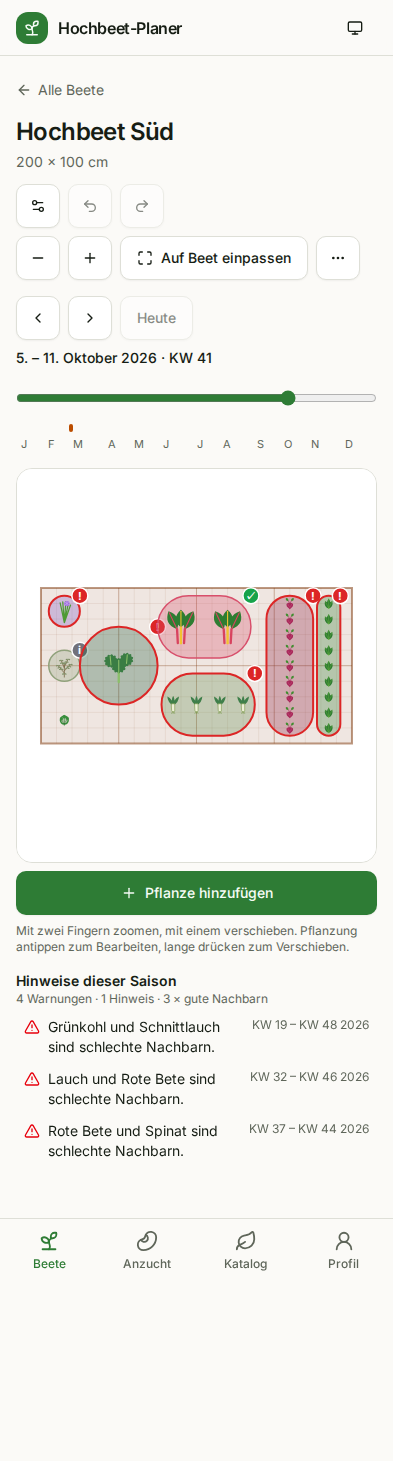 Hochbeet-Planer
Alle Beete
Hochbeet Süd
200 × 100 cm
Auf Beet einpassen
Heute
5. – 11. Oktober 2026 · KW 41
J F M A M J J A S O N D
Pflanze hinzufügen
Mit zwei Fingern zoomen, mit einem verschieben. Pflanzung
antippen zum Bearbeiten, lange drücken zum Verschieben.
Hinweise dieser Saison
4 Warnungen · 1 Hinweis · 3 × gute Nachbarn
Grünkohl und Schnittlauch KW 19 – KW 48 2026
sind schlechte Nachbarn.
Lauch und Rote Bete sind KW 32 – KW 46 2026
schlechte Nachbarn.
Rote Bete und Spinat sind KW 37 – KW 44 2026
schlechte Nachbarn.
Beete Anzucht Katalog Profil